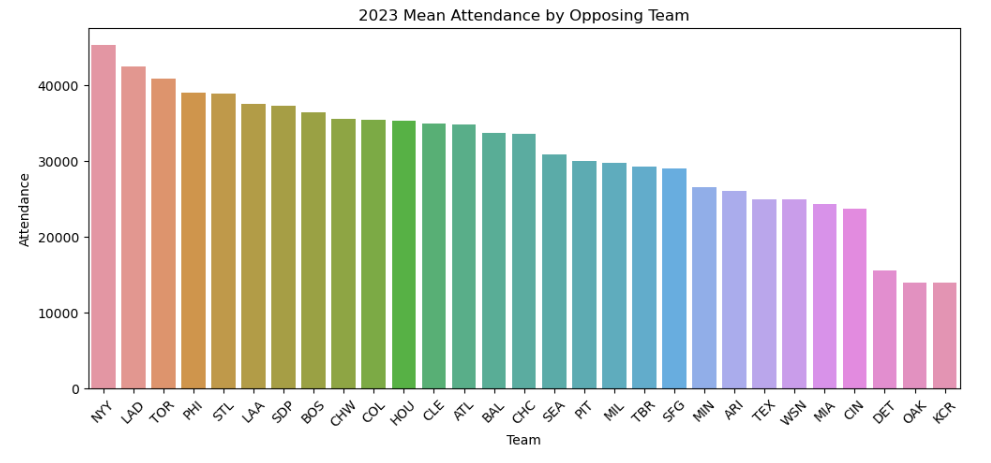 2023 Mean Attendance by Opposing Team
Attendance
40000
30000
20000
10000
0
NYY LAD TOR PHI STL LAA SDP BOS CHW COL HOU CLE ATL BAL CHC SEA PIT MIL TBR SFG MIN ARI TEX WSN MIA CIN DET OAK KCR
Team